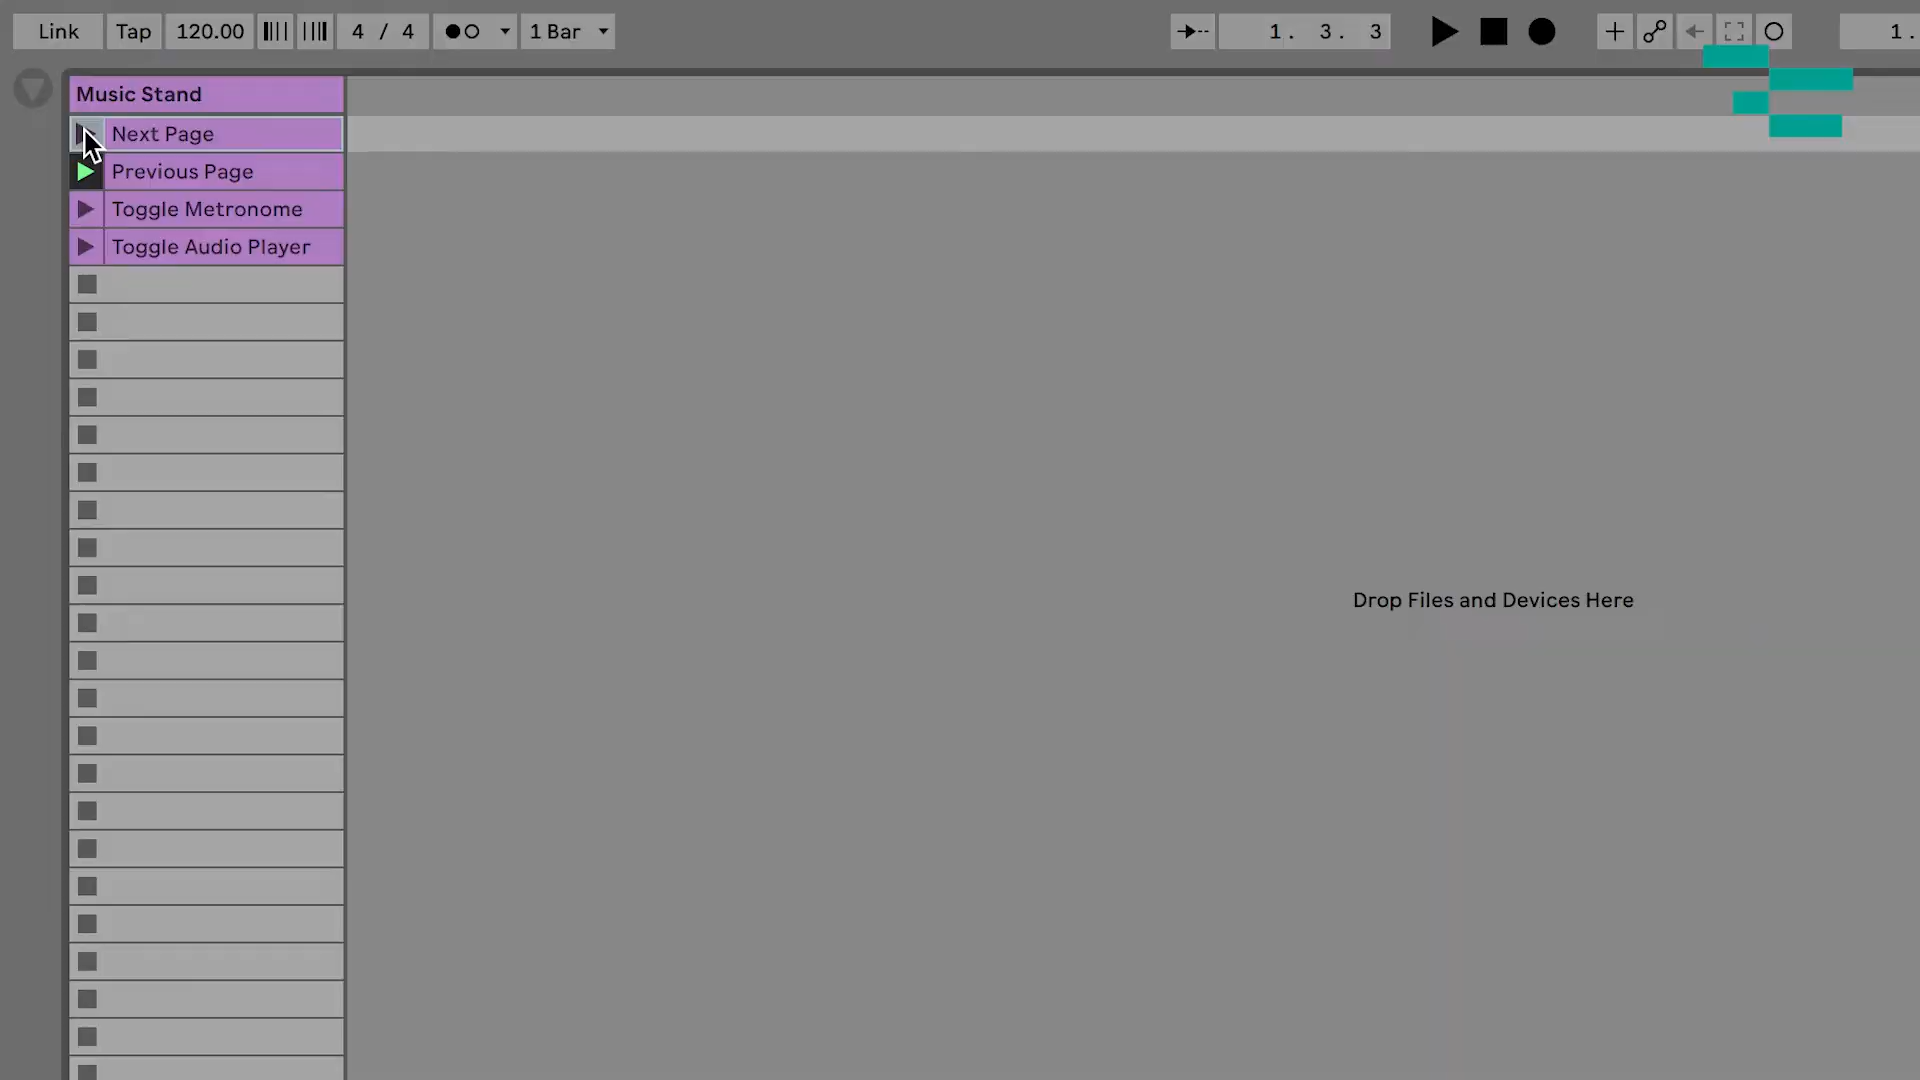 Link Tap 120.00 4 / 4 1 Bar 1. 3. 3 1.
Music Stand
Next Page
Previous Page
Toggle Metronome
Toggle Audio Player
Drop Files and Devices Here